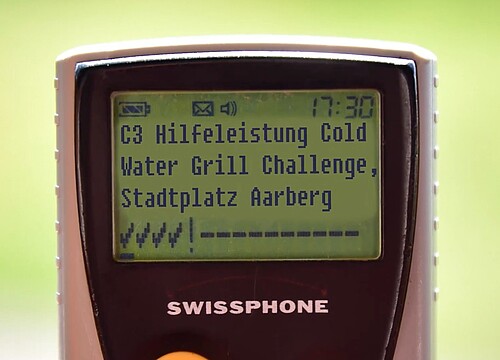 17:30
C3 Hilfeleistung Cold
Water Grill Challenge,
Stadtplatz Aarberg
SWISSPHONE